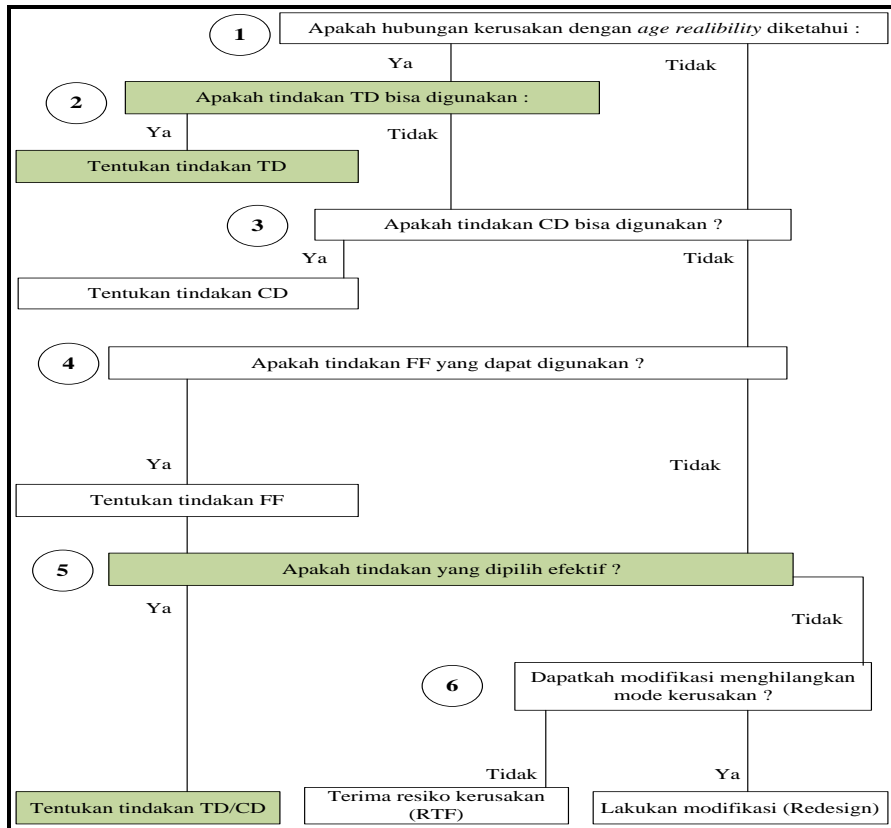 1
Apakah hubungan kerusakan dengan age realibility diketahui :
Ya
Tidak
2
Apakah tindakan TD bisa digunakan :
Ya
Tidak
Tentukan tindakan TD
3
Apakah tindakan CD bisa digunakan ?
Ya
Tidak
Tentukan tindakan CD
4
Apakah tindakan FF yang dapat digunakan ?
Ya
Tidak
Tentukan tindakan FF
5
Apakah tindakan yang dipilih efektif ?
Ya
Tidak
6
Dapatkah modifikasi menghilangkan
mode kerusakan ?
Tidak
Ya
Tentukan tindakan TD/CD
Terima resiko kerusakan
(RTF)
Lakukan modifikasi (Redesign)